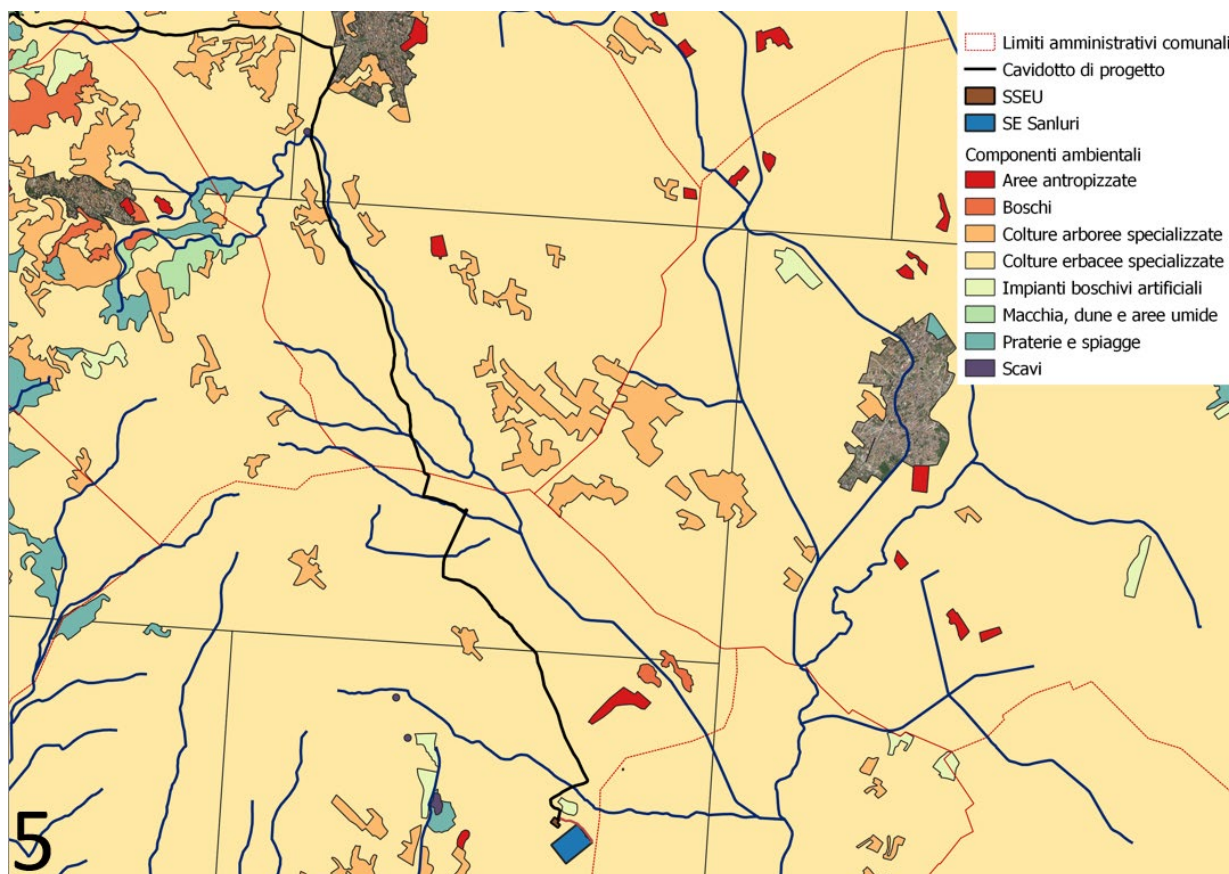 Limiti amministrativi comunali
Cavidotto di progetto
SSEU
SE Sanluri
Componenti ambientali
Aree antropizzate
Boschi
Colture arboree specializzate
Colture erbacee specializzate
Impianti boschivi artificiali
Macchia, dune e aree umide
Praterie e spiagge
Scavi
5